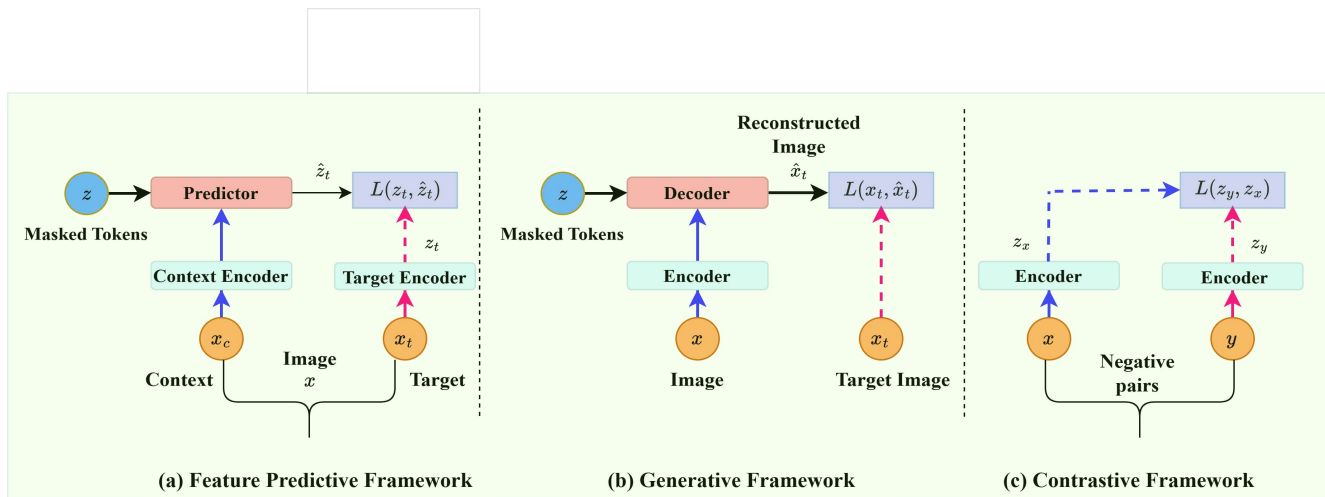 Reconstructed
Image
ẑ_t
x̂_t
z
Predictor
L(z_t, ẑ_t)
z
Decoder
L(x_t, x̂_t)
L(z_y, z_x)
Masked Tokens
Masked Tokens
z_t
z_x
z_y
Context Encoder
Target Encoder
Encoder
Encoder
Encoder
x_c
x_t
x
x_t
x
y
Image
x
Context
Target
Image
Target Image
Negative
pairs
(a) Feature Predictive Framework
(b) Generative Framework
(c) Contrastive Framework